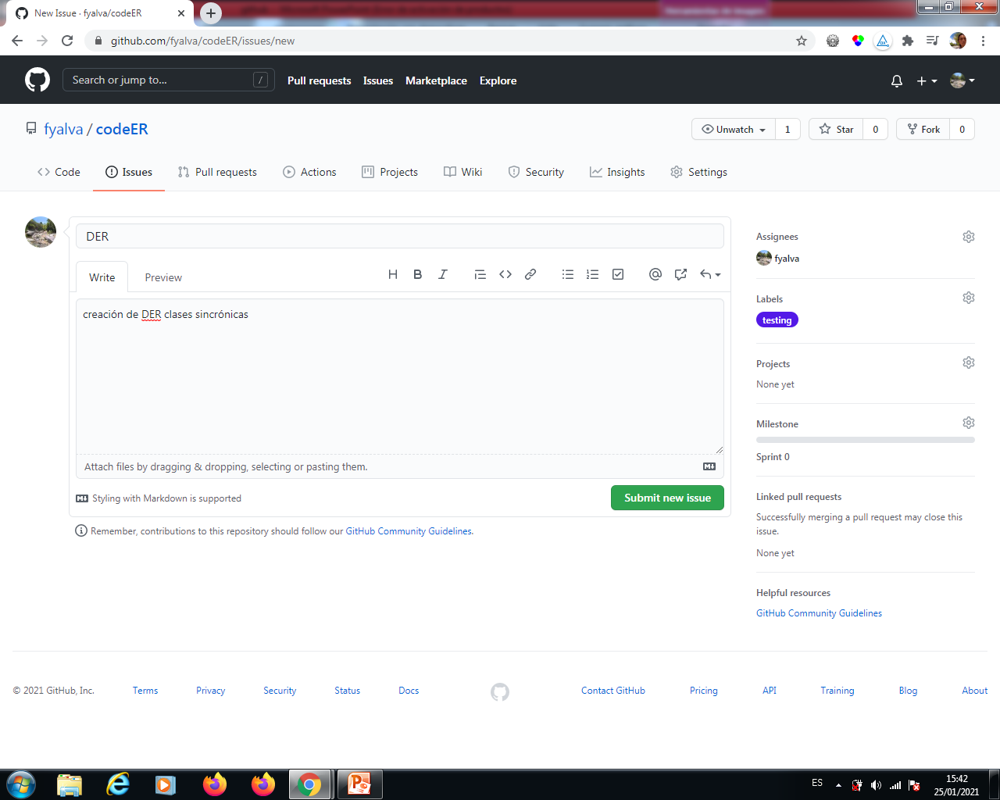 New Issue · fyalva/codeER
github.com/fyalva/codeER/issues/new
Search or jump to... /
Pull requests Issues Marketplace Explore
fyalva / codeER
Unwatch 1 Star 0 Fork 0
Code Issues Pull requests Actions Projects Wiki Security Insights Settings
DER
Write Preview
creación de DER clases sincrónicas
Attach files by dragging & dropping, selecting or pasting them.
Styling with Markdown is supported
Submit new issue
Remember, contributions to this repository should follow our GitHub Community Guidelines.
Assignees
fyalva
Labels
testing
Projects
None yet
Milestone
Sprint 0
Linked pull requests
Successfully merging a pull request may close this
issue.
None yet
Helpful resources
GitHub Community Guidelines
© 2021 GitHub, Inc. Terms Privacy Security Status Docs Contact GitHub Pricing API Training Blog About
ES
15:42
25/01/2021